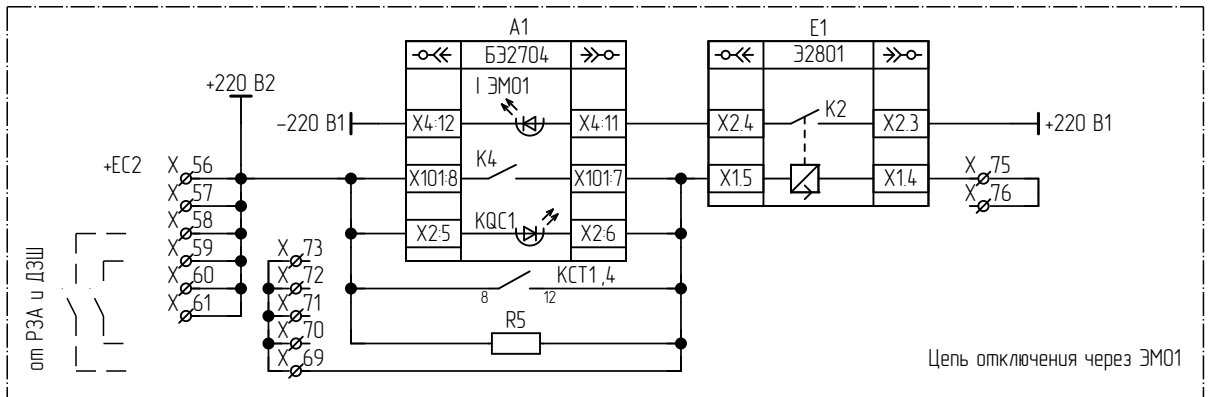 A1
E1
БЭ2704
Э2801
+220 В2
I ЭМО1
K2
-220 В1
X4:12
X4:11
X2.4
X2.3
+220 В1
+EC2
X 56
K4
X101:8
X101:7
X1.5
X1.4
X 75
X 57
X 76
X 58
KQC1
X2:5
X2:6
X 59
X 73
X 60
X 72
KCT1,4
8
12
X 61
X 71
R5
X 70
X 69
от РЗА и ДЗШ
Цепь отключения через ЭМО1